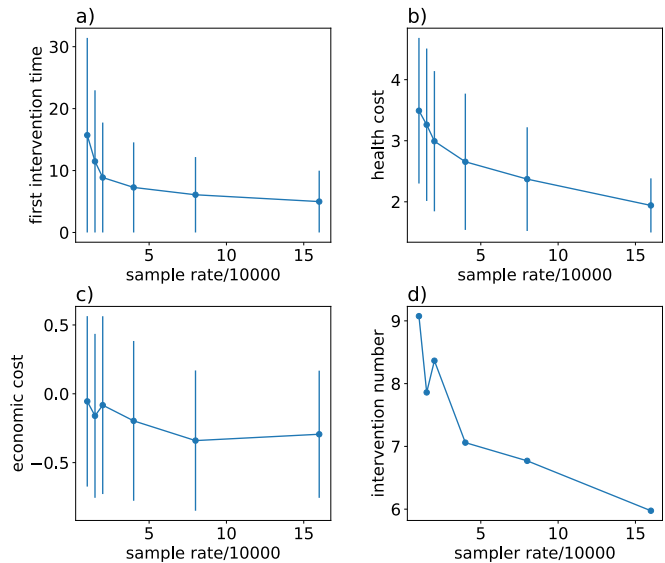 a)
first intervention time
30
20
10
0
5
10
15
sample rate/10000
b)
health cost
4
3
2
5
10
15
sample rate/10000
c)
economic cost
0.5
0.0
−0.5
5
10
15
sample rate/10000
d)
intervention number
9
8
7
6
5
10
15
sampler rate/10000